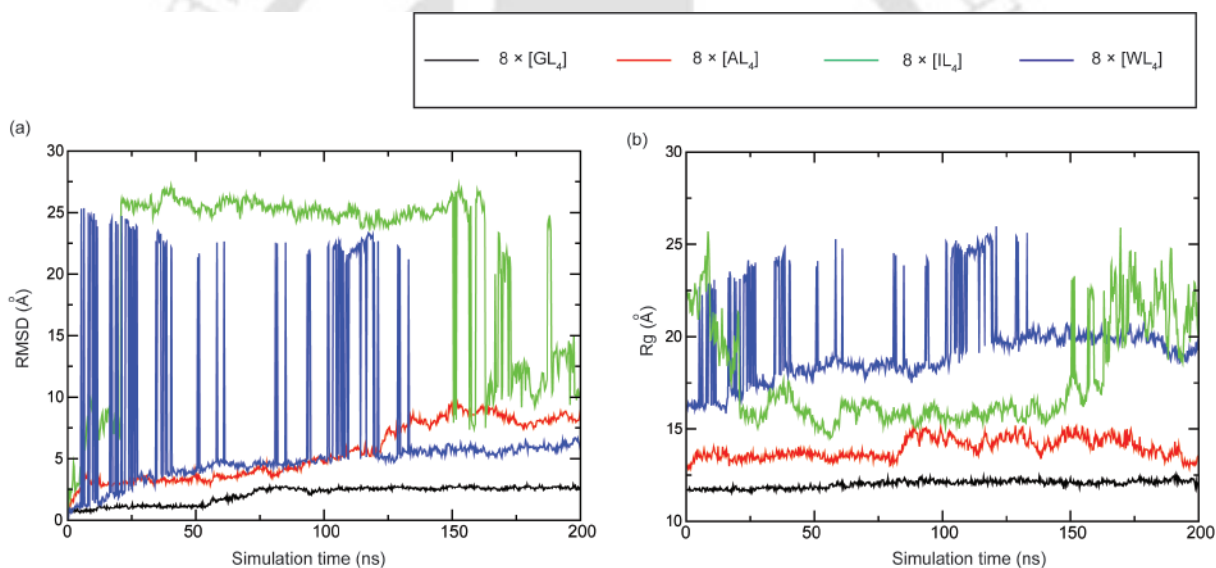 8 × [GL₄] 8 × [AL₄] 8 × [IL₄] 8 × [WL₄]
(a)
30
25
20
15
10
5
0
RMSD (Å)
0 50 100 150 200
Simulation time (ns)
(b)
30
25
20
15
10
Rg (Å)
0 50 100 150 200
Simulation time (ns)